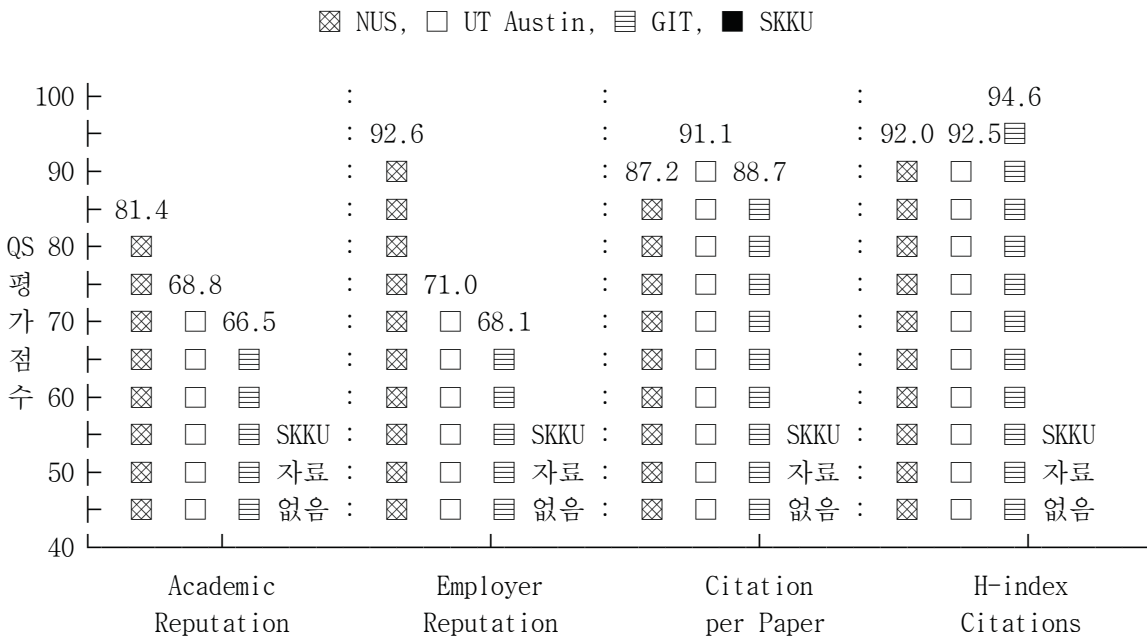 NUS, UT Austin, GIT, SKKU
100 : : : 94.6
: 92.6 : 91.1 : 92.0 92.5
90 : : 87.2 88.7 :
81.4 : : :
QS 80 : : :
평 68.8 : 71.0 : :
가 70 66.5 : 68.1 : :
점 : : :
수 60 : : :
SKKU : SKKU : SKKU : SKKU
50 자료 : 자료 : 자료 : 자료
없음 : 없음 : 없음 : 없음
40
Academic Employer Citation H-index
Reputation Reputation per Paper Citations